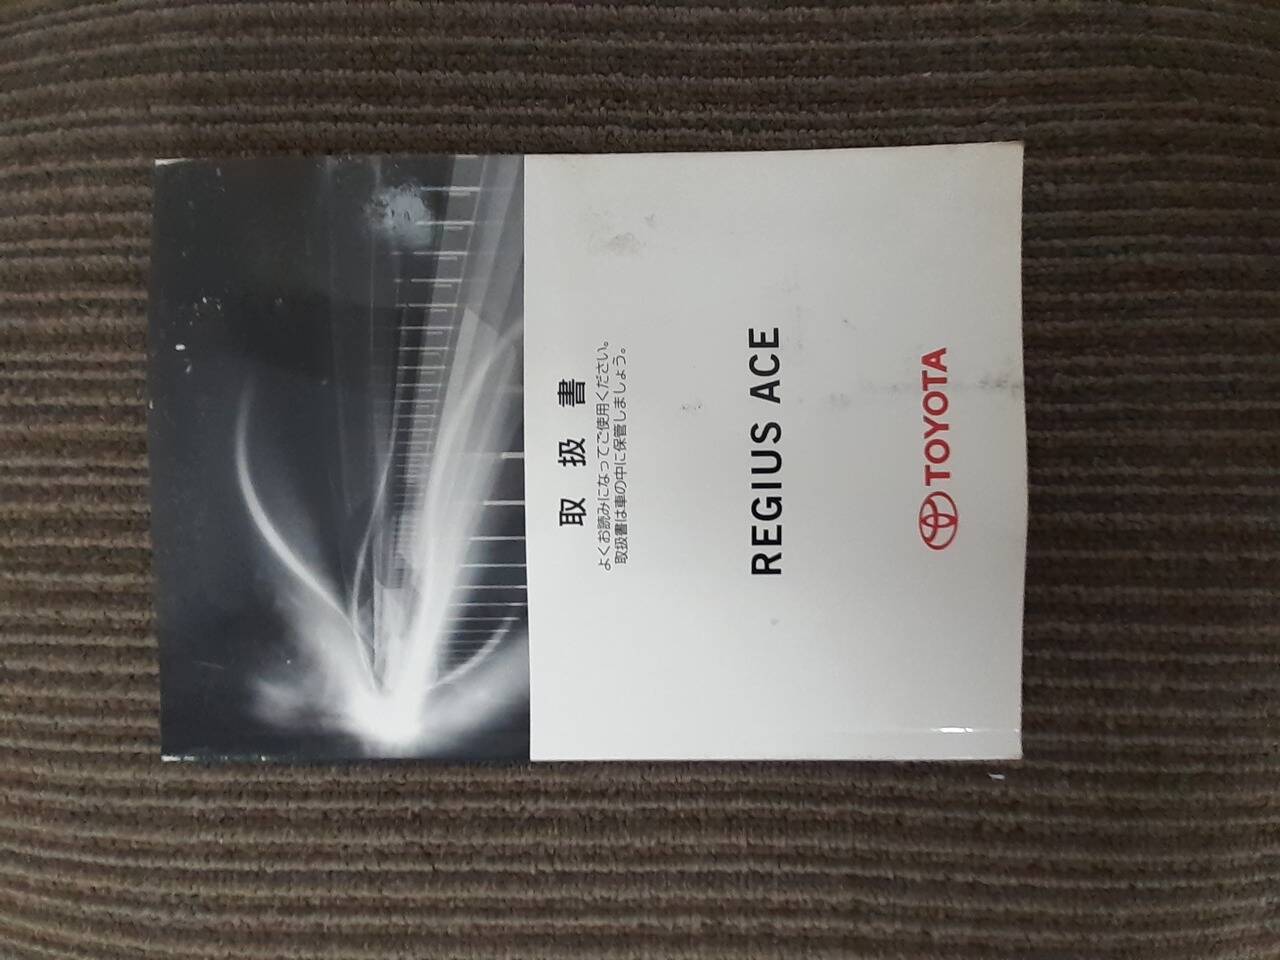 取扱書
よくお読みになってご使用ください。
取扱書は車の中に保管しましょう。
REGIUS ACE
TOYOTA